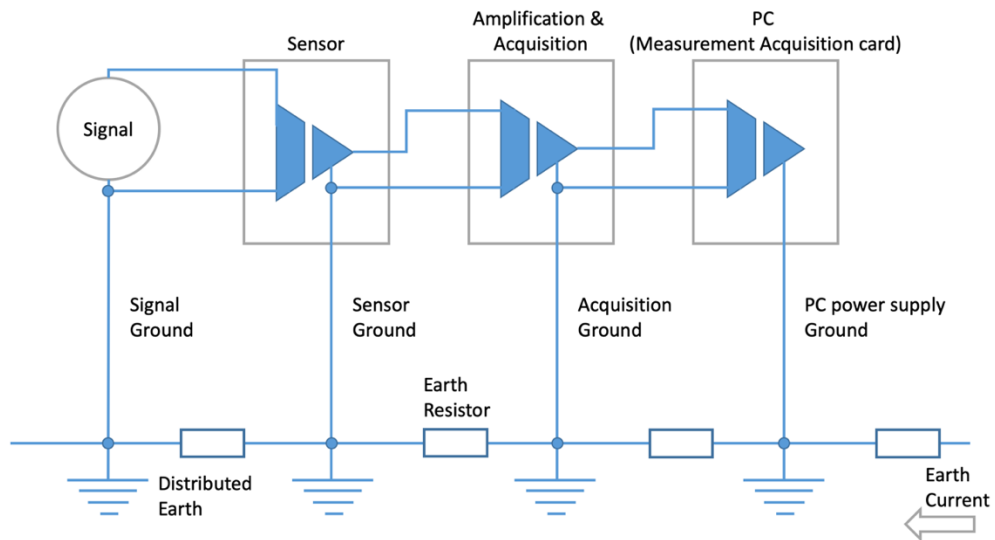 Sensor
Amplification &
Acquisition
PC
(Measurement Acquisition card)
Signal
Signal
Ground
Sensor
Ground
Acquisition
Ground
PC power supply
Ground
Earth
Resistor
Distributed
Earth
Earth
Current